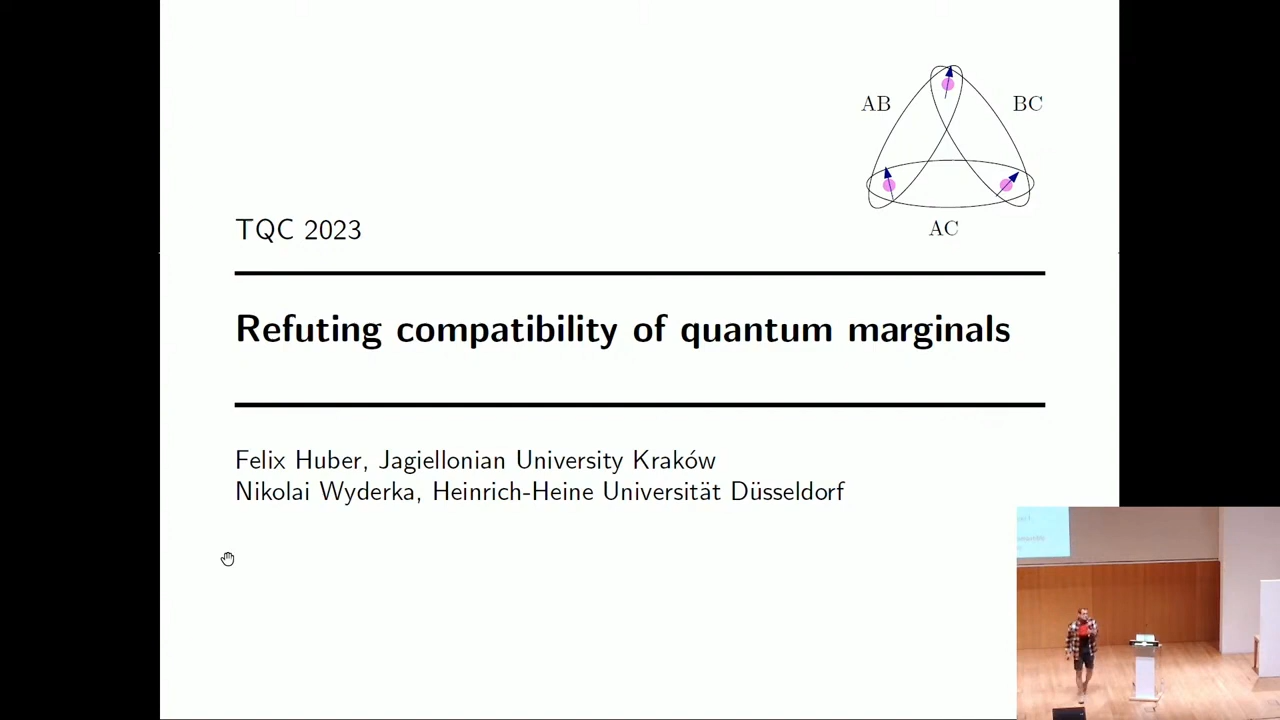 AB
BC
AC
TQC 2023
Refuting compatibility of quantum marginals
Felix Huber, Jagiellonian University Kraków
Nikolai Wyderka, Heinrich-Heine Universität Düsseldorf